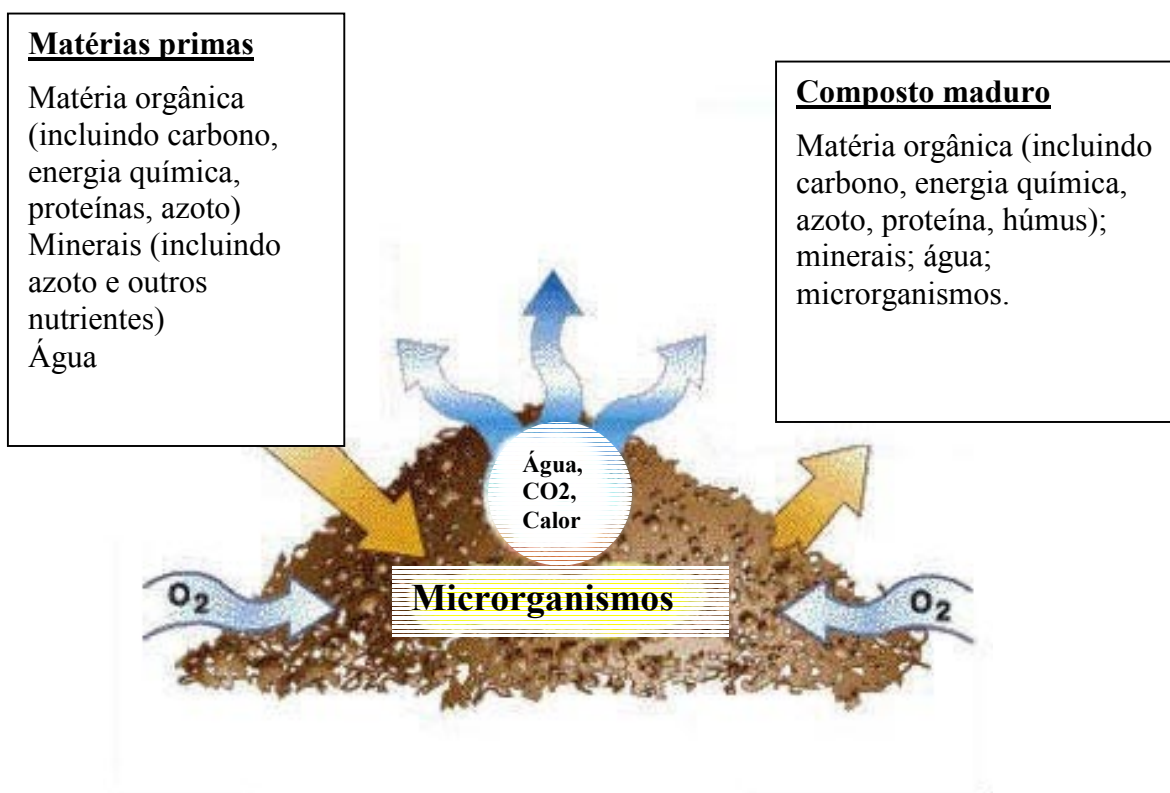 Matérias primas
Matéria orgânica
(incluindo carbono,
energia química,
proteínas, azoto)
Minerais (incluindo
azoto e outros
nutrientes)
Água
Composto maduro
Matéria orgânica (incluindo
carbono, energia química,
azoto, proteína, húmus);
minerais; água;
microrganismos.
Água,
CO2,
Calor
Microrganismos
O2
O2